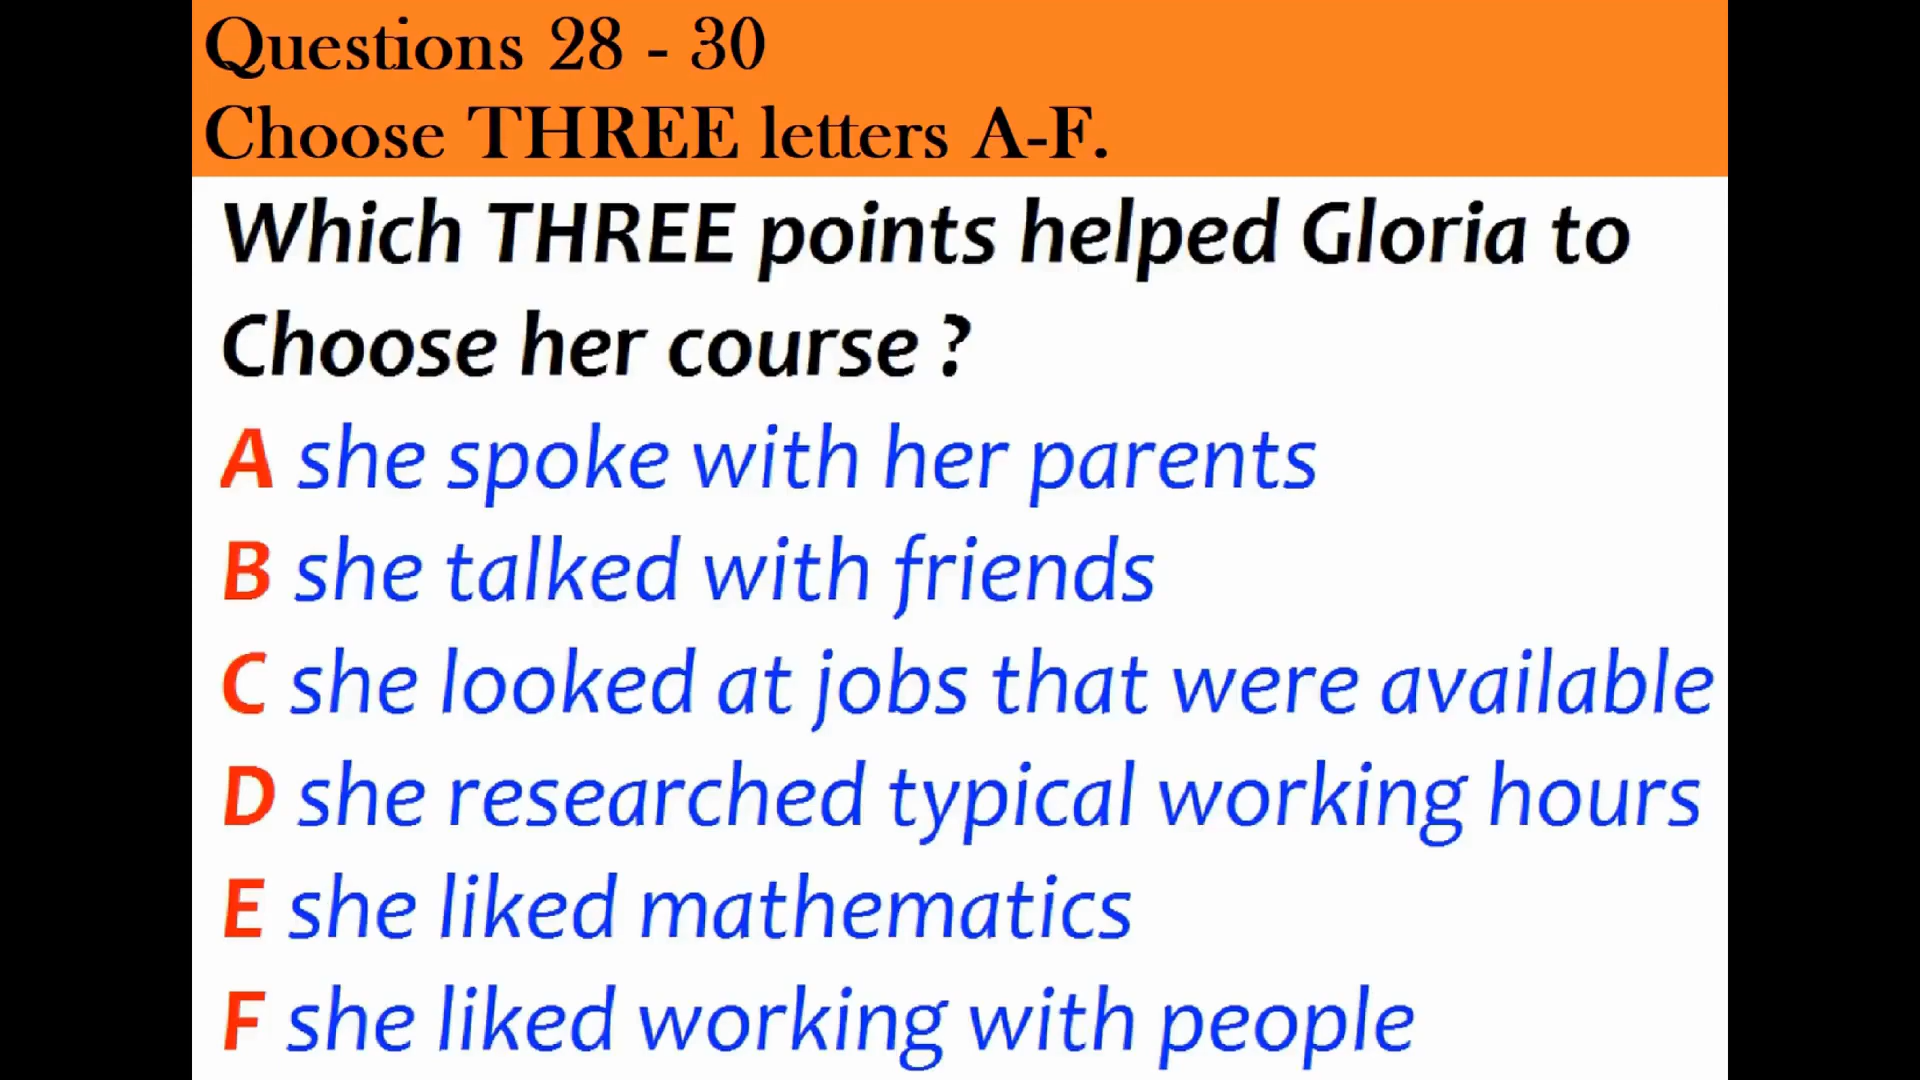 Questions 28 - 30
Choose THREE letters A-F.
Which THREE points helped Gloria to
Choose her course ?
A she spoke with her parents
B she talked with friends
C she looked at jobs that were available
D she researched typical working hours
E she liked mathematics
F she liked working with people